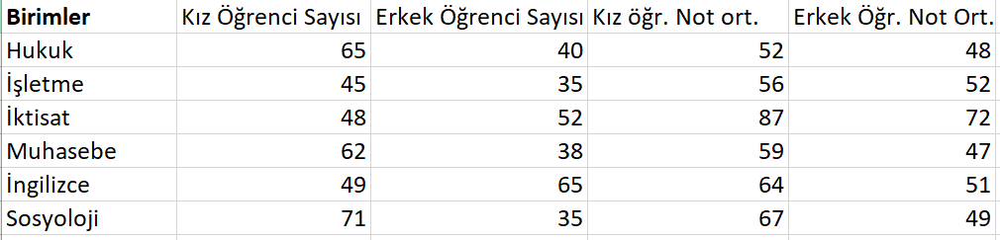 Birimler Kız Öğrenci Sayısı Erkek Öğrenci Sayısı Kız öğr. Not ort. Erkek Öğr. Not Ort.
Hukuk 65 40 52 48
İşletme 45 35 56 52
İktisat 48 52 87 72
Muhasebe 62 38 59 47
İngilizce 49 65 64 51
Sosyoloji 71 35 67 49